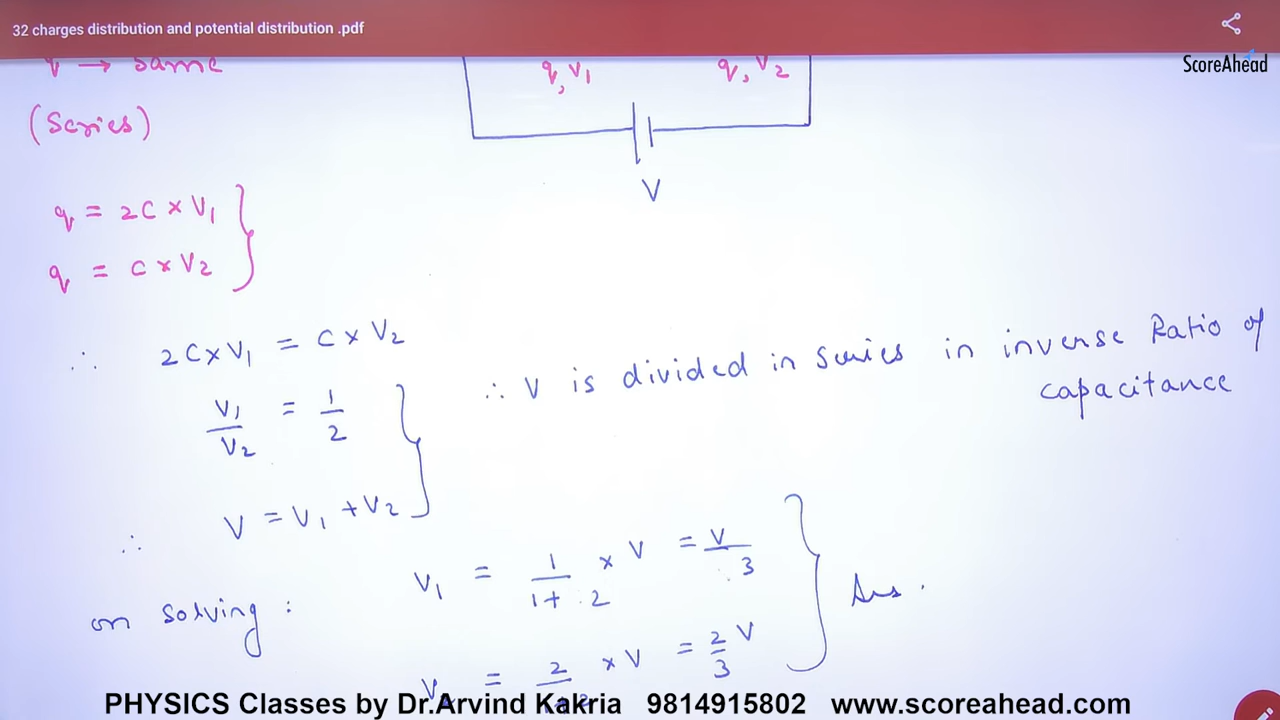 32 charges distribution and potential distribution .pdf
ScoreAhead
q → same
q, V1 q, V2
(Series)
V
q = 2C × V1
q = C × V2
∴ 2C × V1 = C × V2
∴ V is divided in series in inverse Ratio of
capacitance
V1/V2 = 1/2
∴ V = V1 + V2
on solving :
V1 = 1/1+2 × V = V/3
Ans.
= 2/ × V = 2/3 V
PHYSICS Classes by Dr.Arvind Kakria 9814915802 www.scoreahead.com